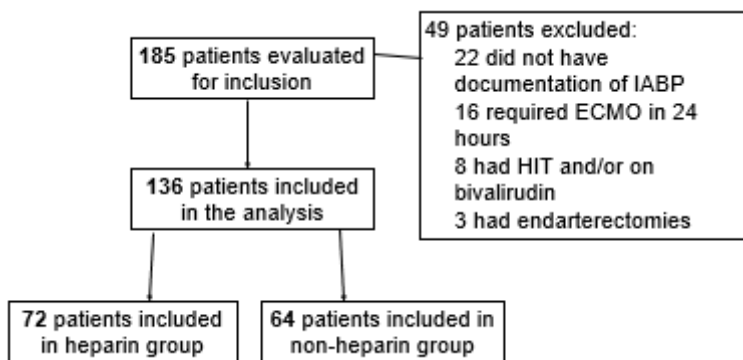 185 patients evaluated
for inclusion
49 patients excluded:
22 did not have
documentation of IABP
16 required ECMO in 24
hours
8 had HIT and/or on
bivalirudin
3 had endarterectomies
136 patients included
in the analysis
72 patients included
in heparin group
64 patients included in
non-heparin group